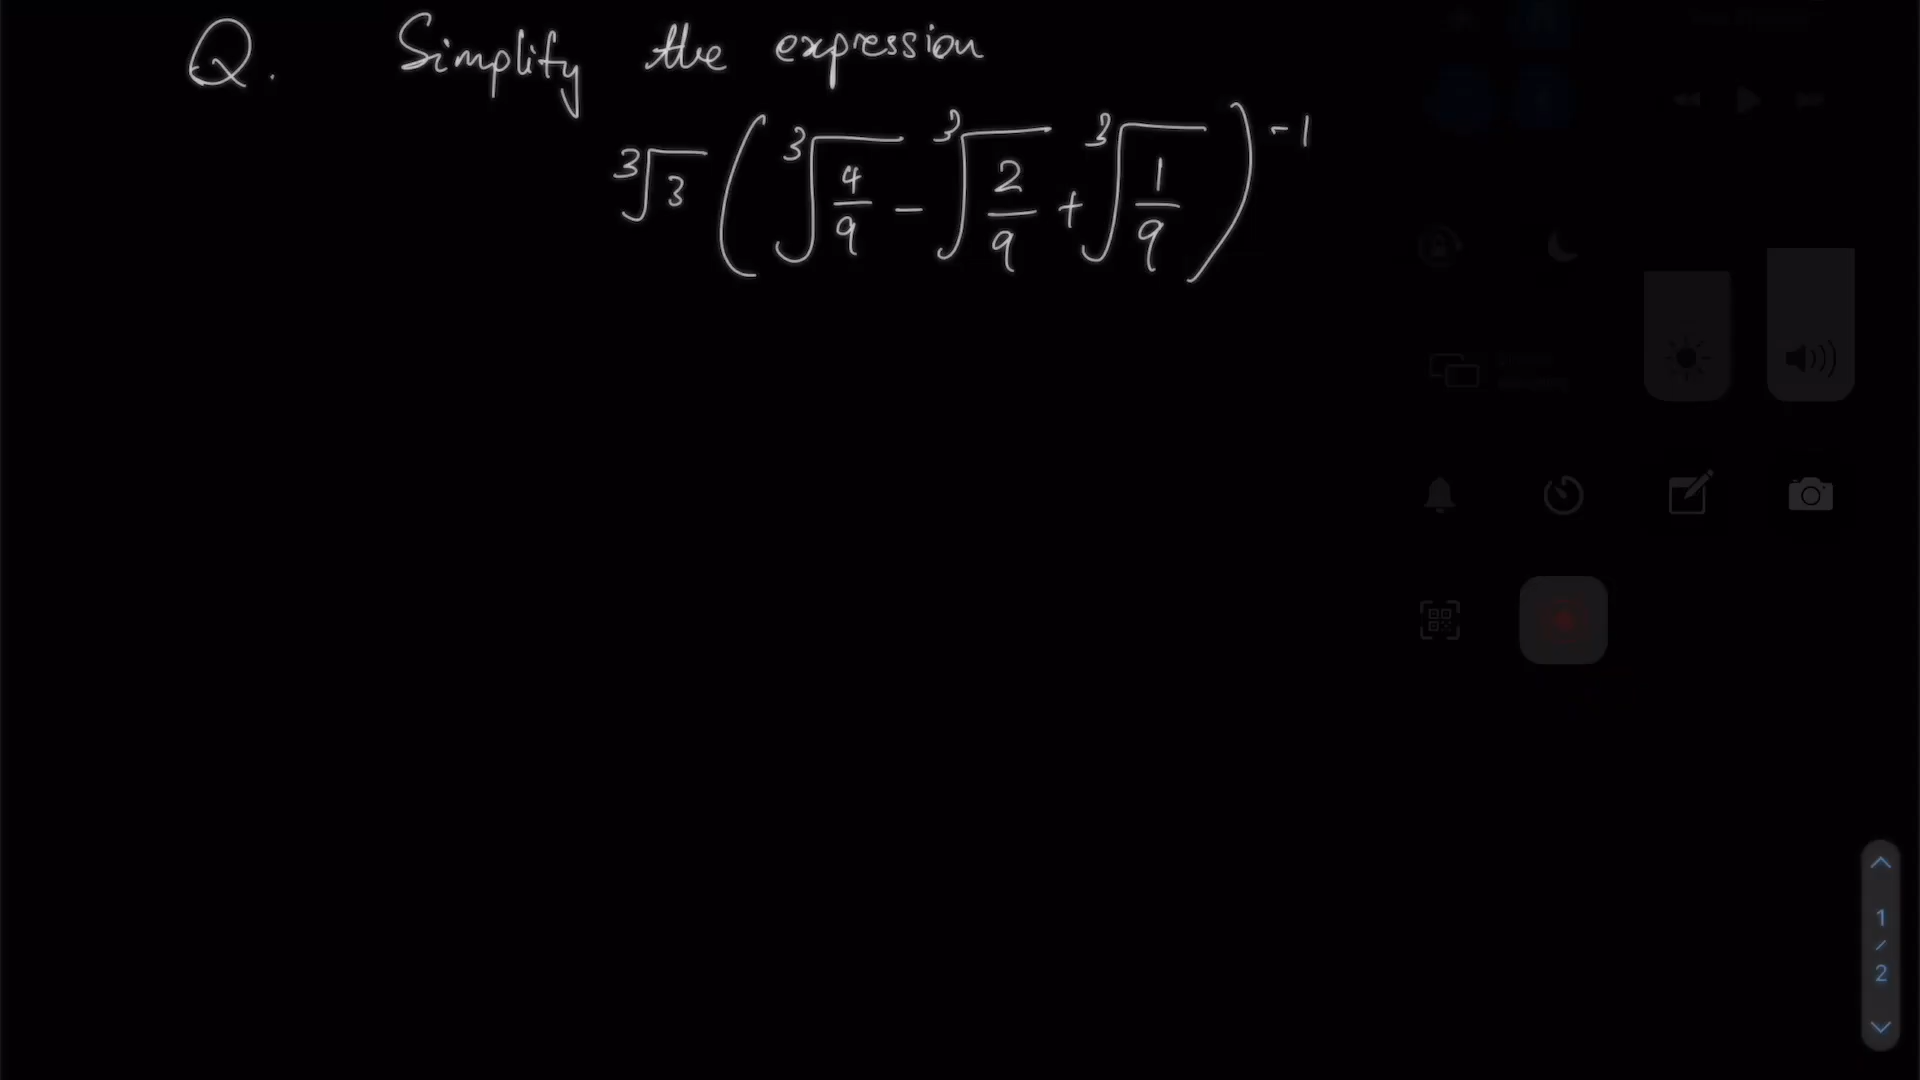 Q. Simplify the expression
∛3 (∛(4/9) - ∛(2/9) + ∛(1/9))^-1
1
/
2